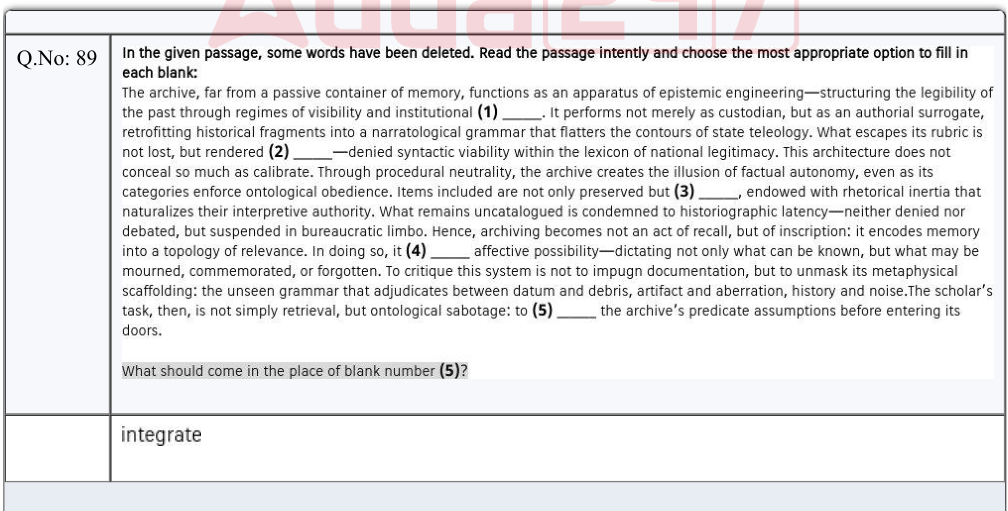 Adda247
Q.No: 89
In the given passage, some words have been deleted. Read the passage intently and choose the most appropriate option to fill in
each blank:
The archive, far from a passive container of memory, functions as an apparatus of epistemic engineering—structuring the legibility of
the past through regimes of visibility and institutional (1) _____. It performs not merely as custodian, but as an authorial surrogate,
retrofitting historical fragments into a narratological grammar that flatters the contours of state teleology. What escapes its rubric is
not lost, but rendered (2) _____—denied syntactic viability within the lexicon of national legitimacy. This architecture does not
conceal so much as calibrate. Through procedural neutrality, the archive creates the illusion of factual autonomy, even as its
categories enforce ontological obedience. Items included are not only preserved but (3) _____, endowed with rhetorical inertia that
naturalizes their interpretive authority. What remains uncatalogued is condemned to historiographic latency—neither denied nor
debated, but suspended in bureaucratic limbo. Hence, archiving becomes not an act of recall, but of inscription: it encodes memory
into a topology of relevance. In doing so, it (4) _____ affective possibility—dictating not only what can be known, but what may be
mourned, commemorated, or forgotten. To critique this system is not to impugn documentation, but to unmask its metaphysical
scaffolding: the unseen grammar that adjudicates between datum and debris, artifact and aberration, history and noise.The scholar's
task, then, is not simply retrieval, but ontological sabotage: to (5) _____ the archive's predicate assumptions before entering its
doors.
What should come in the place of blank number (5)?
integrate